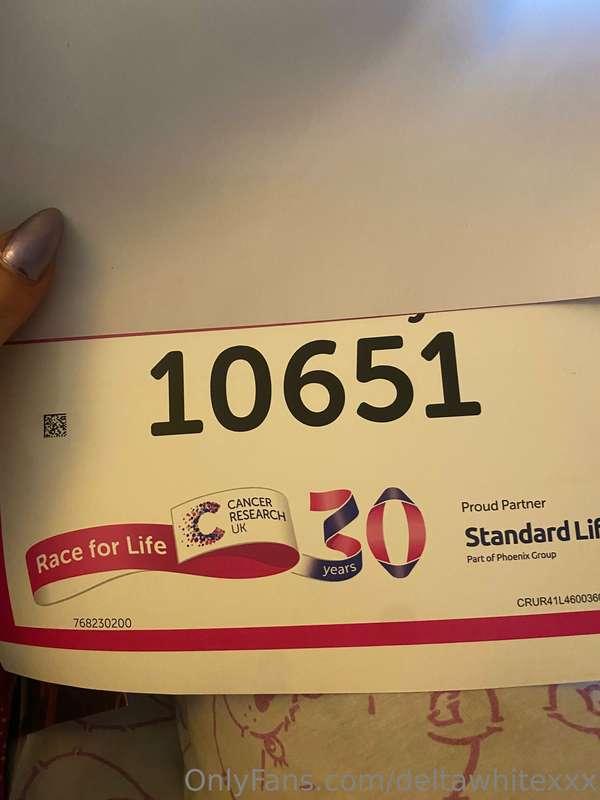 10651
Race for Life
CANCER
RESEARCH
UK
30
years
Proud Partner
Standard Lif
Part of Phoenix Group
768230200
OnlyFans.com/deltawhitexxx